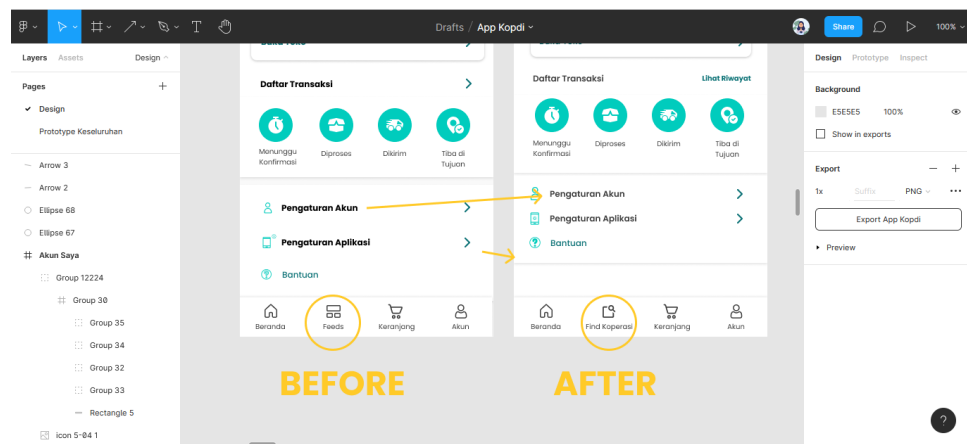 Drafts / App Kopdi
Share
100%
Layers
Assets
Design
Pages
Design
Prototype Keseluruhan
Arrow 3
Arrow 2
Ellipse 68
Ellipse 67
Akun Saya
Group 12224
Group 30
Group 35
Group 34
Group 32
Group 33
Rectangle 5
icon 5-04 1
Daftar Transaksi
Menunggu
Konfirmasi
Diproses
Dikirim
Tiba di
Tujuan
Pengaturan Akun
Pengaturan Aplikasi
Bantuan
Beranda
Feeds
Keranjang
Akun
BEFORE
Daftar Transaksi
Lihat Riwayat
Menunggu
Konfirmasi
Diproses
Dikirim
Tiba di
Tujuan
Pengaturan Akun
Pengaturan Aplikasi
Bantuan
Beranda
Find Koperasi
Keranjang
Akun
AFTER
Design
Prototype
Inspect
Background
E5E5E5
100%
Show in exports
Export
1x
Suffix
PNG
Export App Kopdi
Preview
?